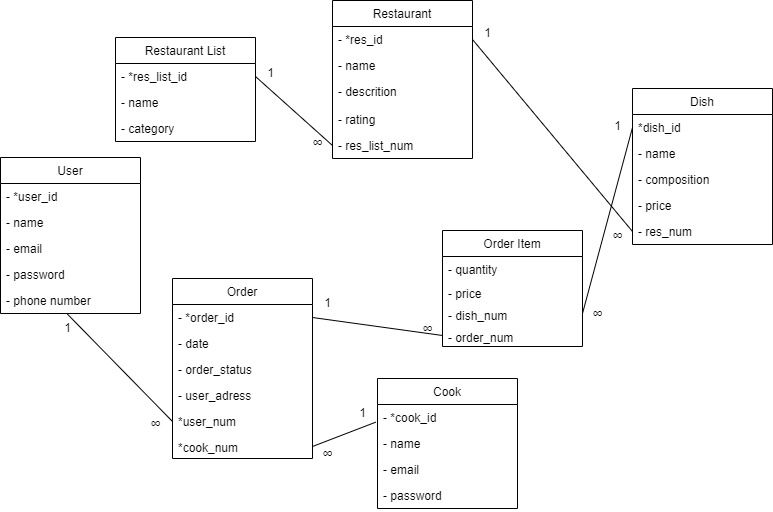 Restaurant
- *res_id
- name
- descrition
- rating
- res_list_num
Restaurant List
- *res_list_id
- name
- category
1
∞
1
∞
Dish
*dish_id
- name
- composition
- price
- res_num
1
∞
User
- *user_id
- name
- email
- password
- phone number
1
∞
Order
- *order_id
- date
- order_status
- user_adress
*user_num
*cook_num
1
∞
Order Item
- quantity
- price
- dish_num
- order_num
1
∞
Cook
- *cook_id
- name
- email
- password